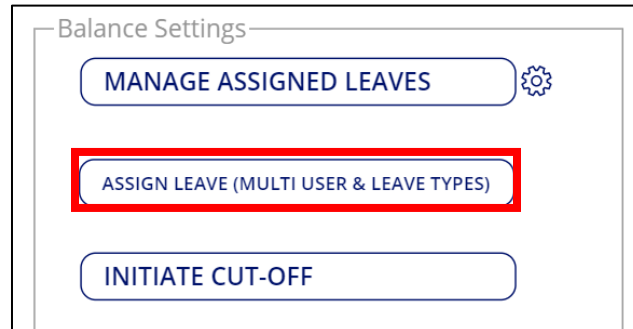 Balance Settings
MANAGE ASSIGNED LEAVES
ASSIGN LEAVE (MULTI USER & LEAVE TYPES)
INITIATE CUT-OFF